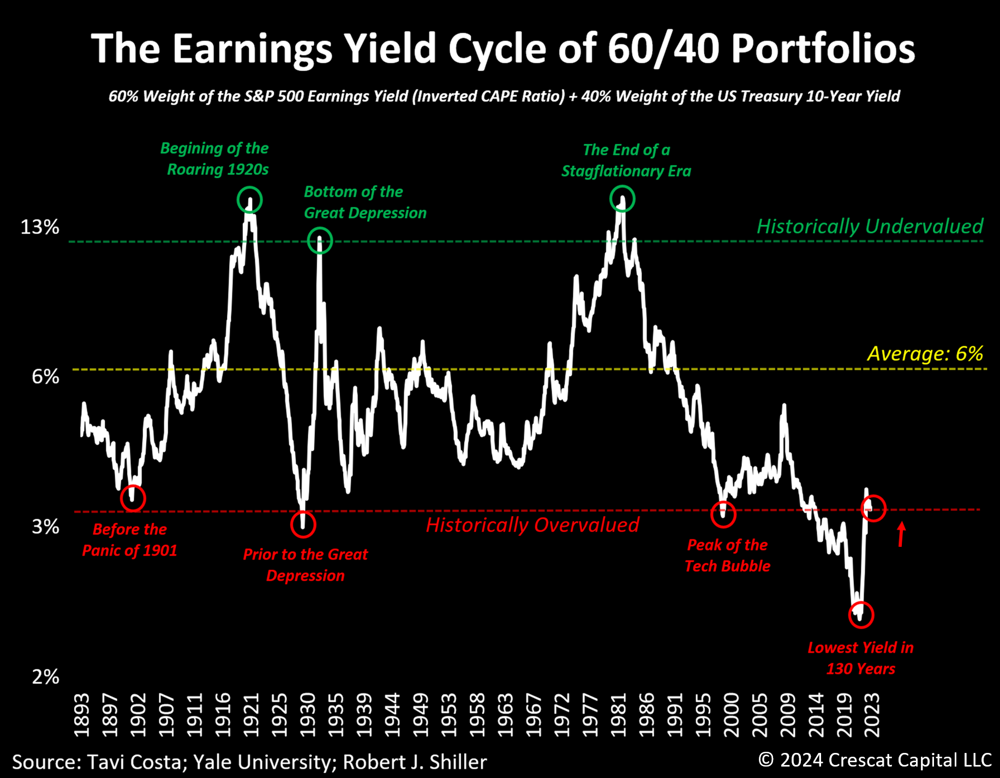 The Earnings Yield Cycle of 60/40 Portfolios
60% Weight of the S&P 500 Earnings Yield (Inverted CAPE Ratio) + 40% Weight of the US Treasury 10-Year Yield
Begining of the
Roaring 1920s
The End of a
Stagflationary Era
Bottom of the
Great Depression
13%
Historically Undervalued
Average: 6%
6%
3%
Historically Overvalued
Before the
Panic of 1901
Prior to the Great
Depression
Peak of the
Tech Bubble
Lowest Yield in
130 Years
2%
1893 1897 1902 1907 1911 1916 1921 1925 1930 1935 1939 1944 1949 1953 1958 1963 1967 1972 1977 1981 1986 1991 1995 2000 2005 2009 2014 2019 2023
Source: Tavi Costa; Yale University; Robert J. Shiller
© 2024 Crescat Capital LLC